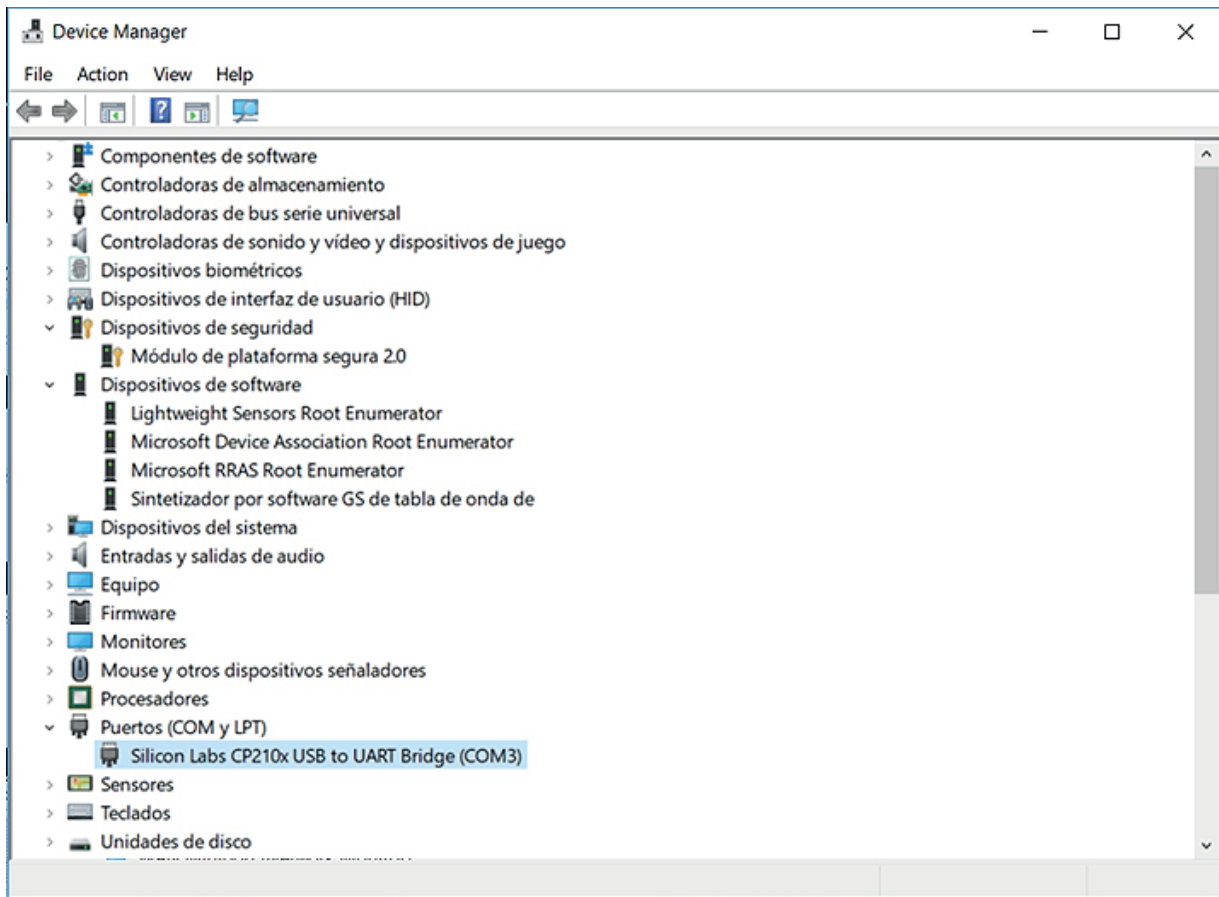 Device Manager
File Action View Help
Componentes de software
Controladoras de almacenamiento
Controladoras de bus serie universal
Controladoras de sonido y vídeo y dispositivos de juego
Dispositivos biométricos
Dispositivos de interfaz de usuario (HID)
Dispositivos de seguridad
Módulo de plataforma segura 2.0
Dispositivos de software
Lightweight Sensors Root Enumerator
Microsoft Device Association Root Enumerator
Microsoft RRAS Root Enumerator
Sintetizador por software GS de tabla de onda de
Dispositivos del sistema
Entradas y salidas de audio
Equipo
Firmware
Monitores
Mouse y otros dispositivos señaladores
Procesadores
Puertos (COM y LPT)
Silicon Labs CP210x USB to UART Bridge (COM3)
Sensores
Teclados
Unidades de disco